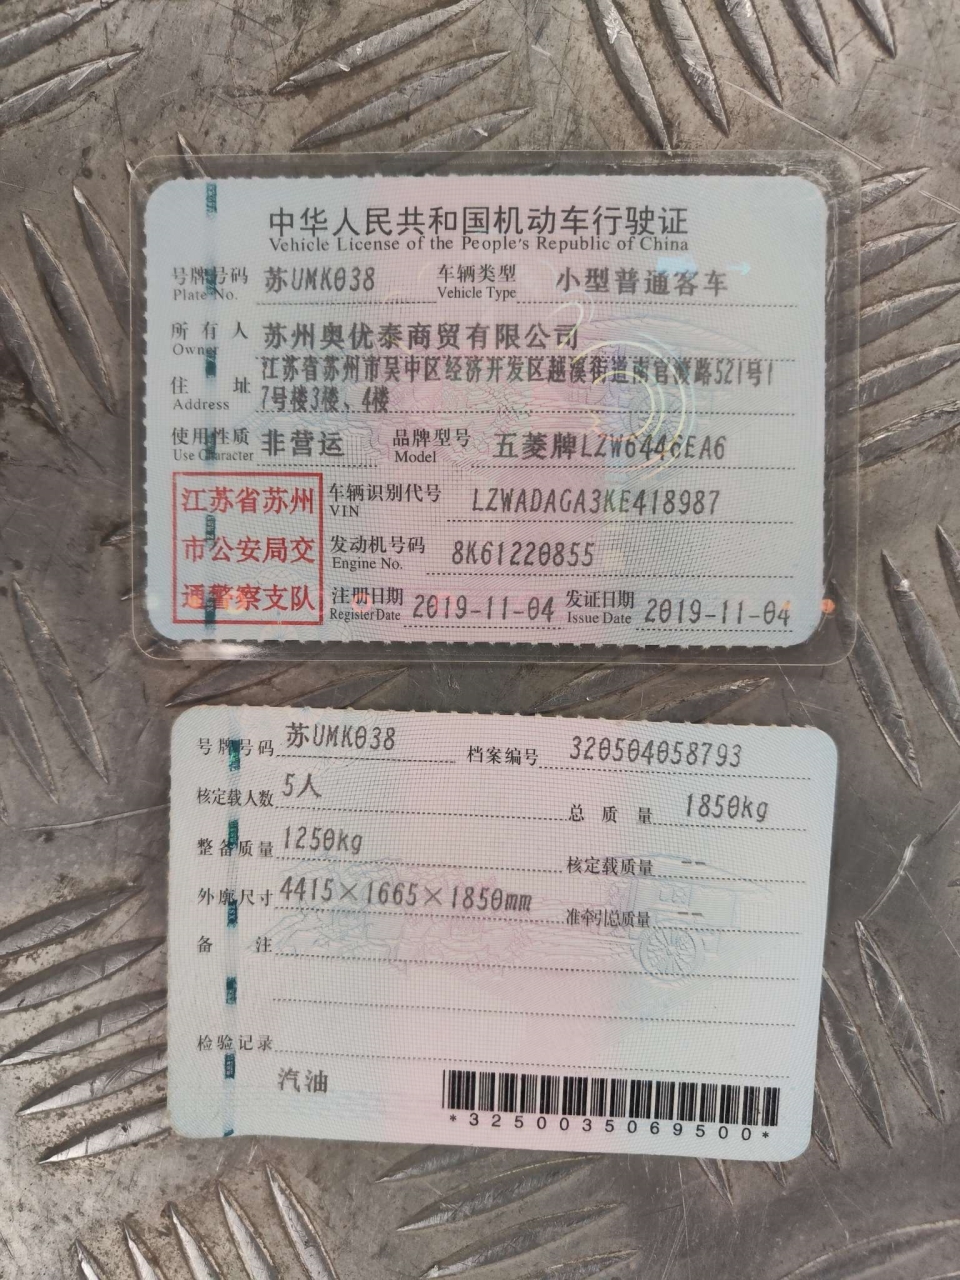 中华人民共和国机动车行驶证
Vehicle License of the People's Republic of China
号牌号码 苏UMK038 车辆类型 小型普通客车
Plate No. Vehicle Type
所有人 苏州奥优泰商贸有限公司
Owner
住址 江苏省苏州市吴中区经济开发区越溪街道南官渡路521号1
Address 7号楼3楼、4楼
使用性质 非营运 品牌型号 五菱牌LZW6446EA6
Use Character Model
江苏省苏州
市公安局交
通警察支队
车辆识别代号 LZWADAGA3KE418987
VIN
发动机号码 8K61220855
Engine No.
注册日期 2019-11-04 发证日期 2019-11-04
Register Date Issue Date
号牌号码 苏UMK038 档案编号 320504058793
核定载人数 5人 总质量 1850kg
整备质量 1250kg 核定载质量 --
外廓尺寸 4415×1665×1850mm 准牵引总质量 --
备注
检验记录
汽油
*3250035069500*